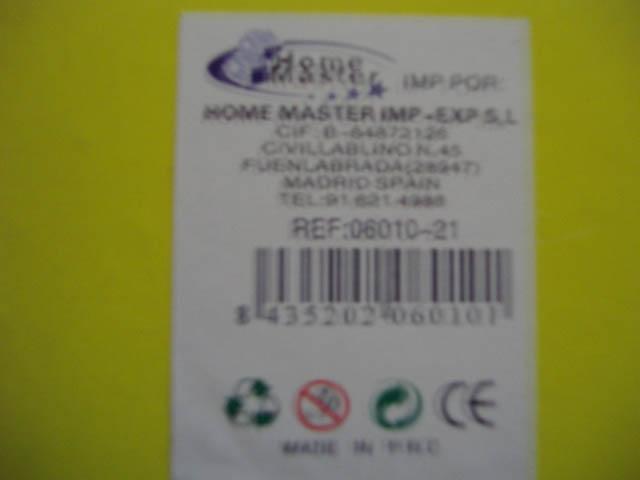 Home
Master
IMP.POR:
HOME MASTER IMP.-EXP S.L
CIF: B-84872126
C/VILLABLINO N.45
FUENLABRADA(28947)
MADRID SPAIN
TEL:91 621 4988
REF:06010-21
8 435202 060101
CE
MADE IN P.R.C